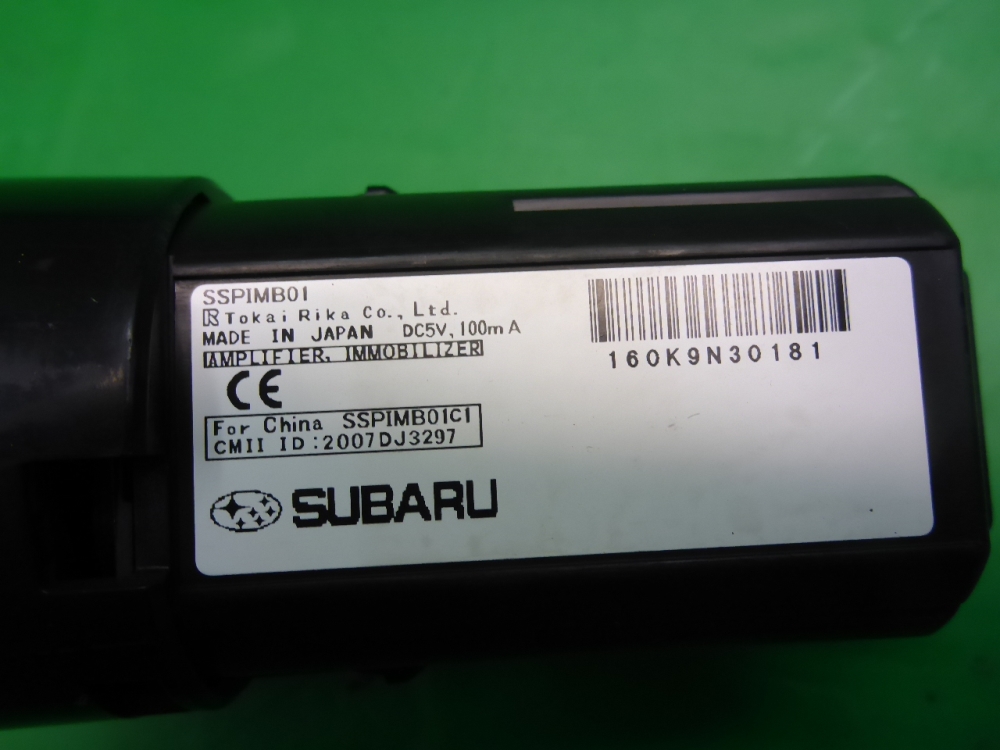 SSPIMB01
Tokai Rika Co., Ltd.
MADE IN JAPAN DC5V, 100mA
AMPLIFIER, IMMOBILIZER
CE
For China SSPIMB01C1
CMII ID:2007DJ3297
SUBARU
160K9N30181